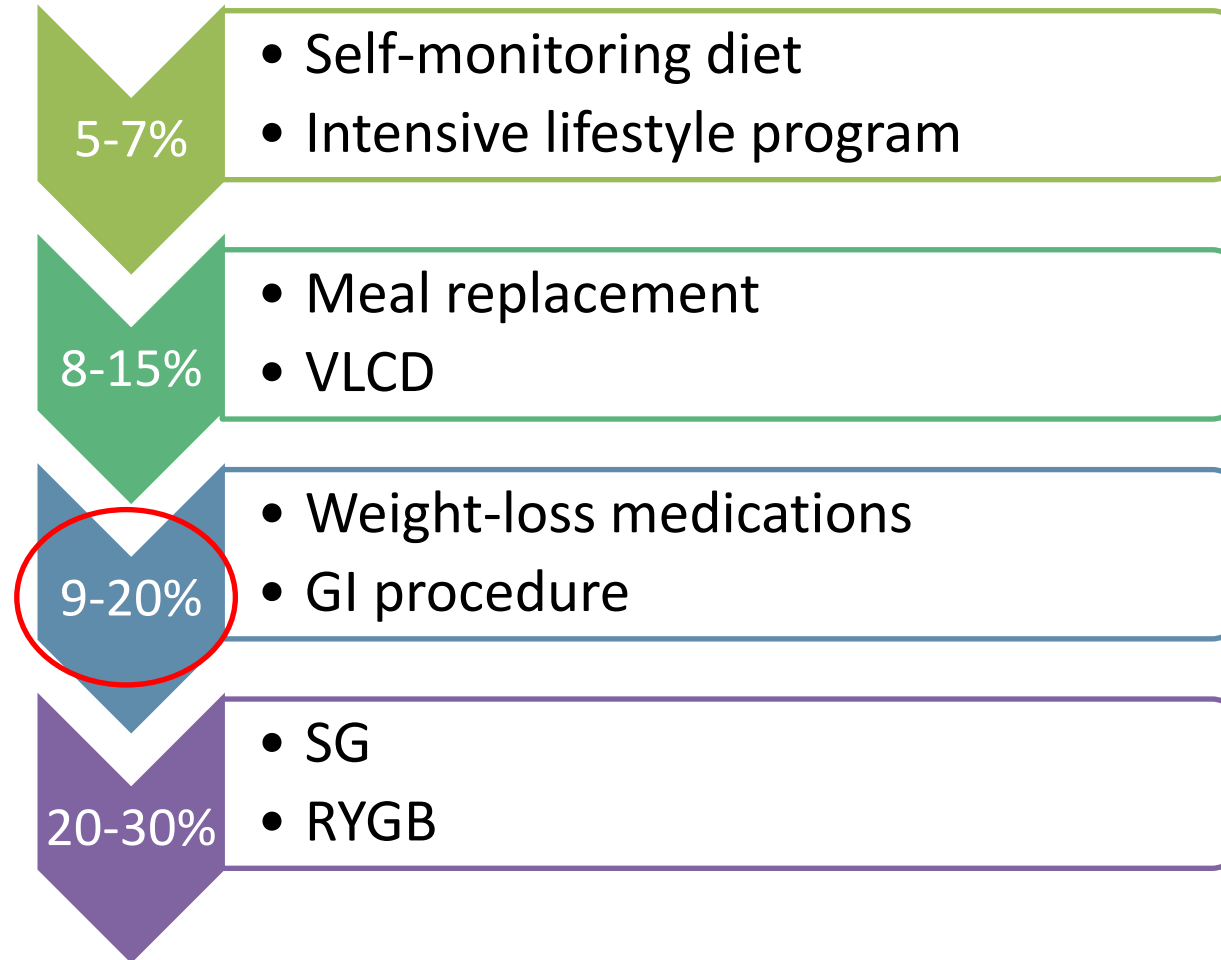 5-7%
• Self-monitoring diet
• Intensive lifestyle program
8-15%
• Meal replacement
• VLCD
9-20%
• Weight-loss medications
• GI procedure
20-30%
• SG
• RYGB